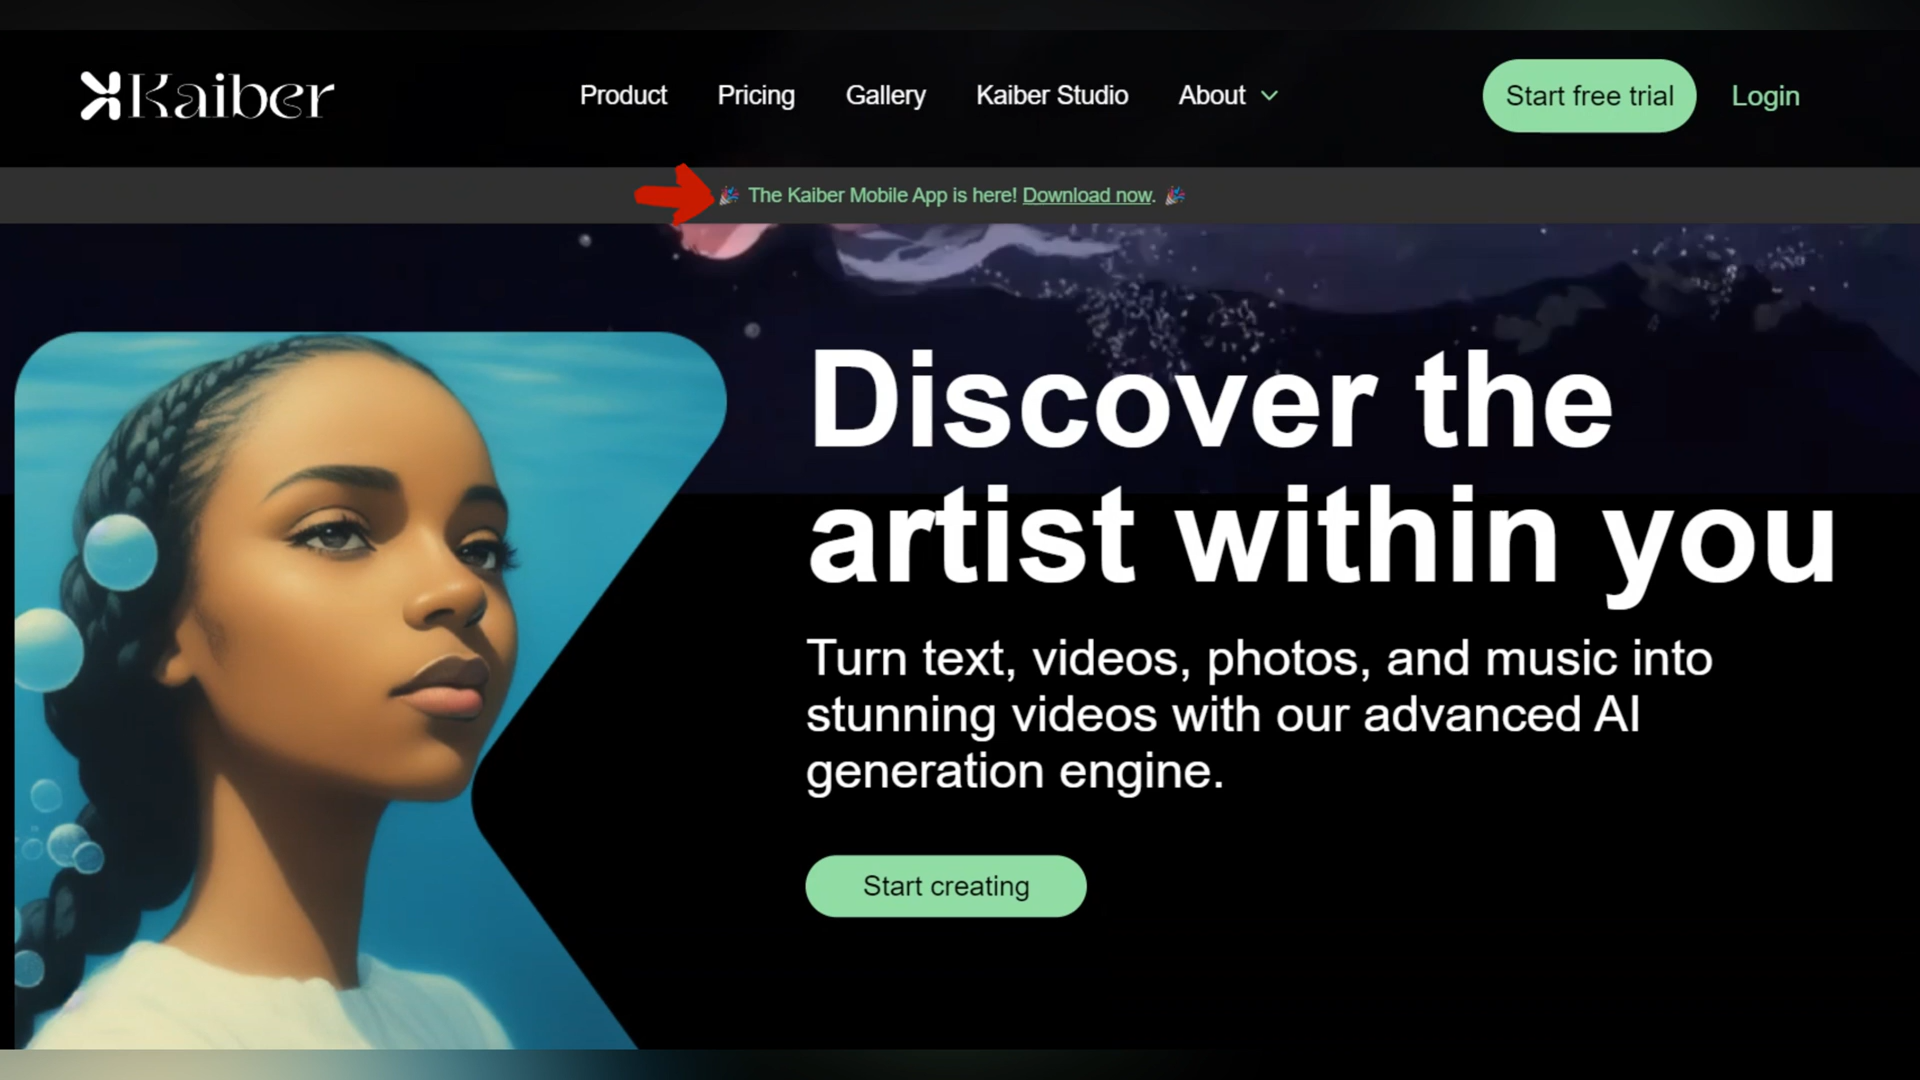 Kaiber
Product
Pricing
Gallery
Kaiber Studio
About
Start free trial
Login
🎉 The Kaiber Mobile App is here! Download now. 🎉
Discover the
artist within you
Turn text, videos, photos, and music into
stunning videos with our advanced AI
generation engine.
Start creating